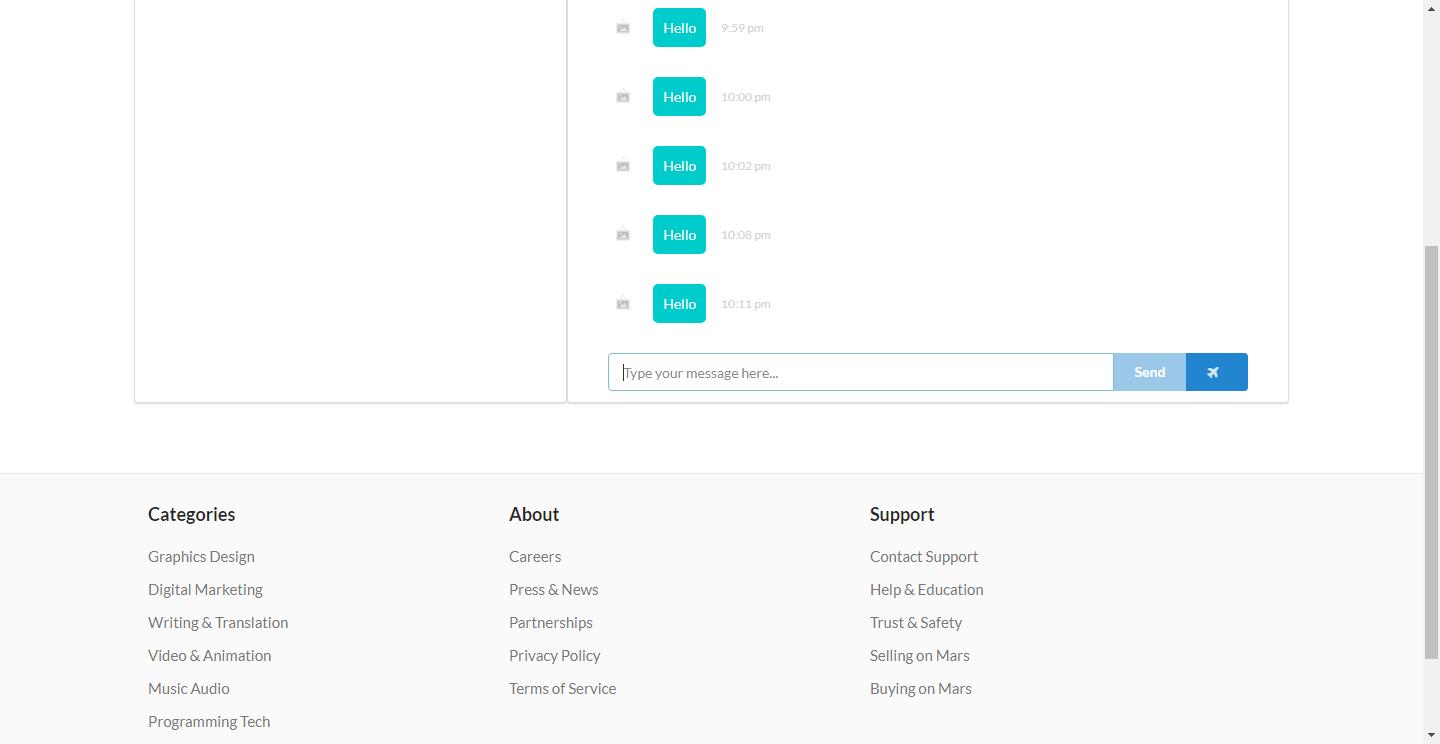 Hello 9:59 pm
Hello 10:00 pm
Hello 10:02 pm
Hello 10:08 pm
Hello 10:11 pm
Type your message here...
Send
Categories
Graphics Design
Digital Marketing
Writing & Translation
Video & Animation
Music Audio
Programming Tech
About
Careers
Press & News
Partnerships
Privacy Policy
Terms of Service
Support
Contact Support
Help & Education
Trust & Safety
Selling on Mars
Buying on Mars